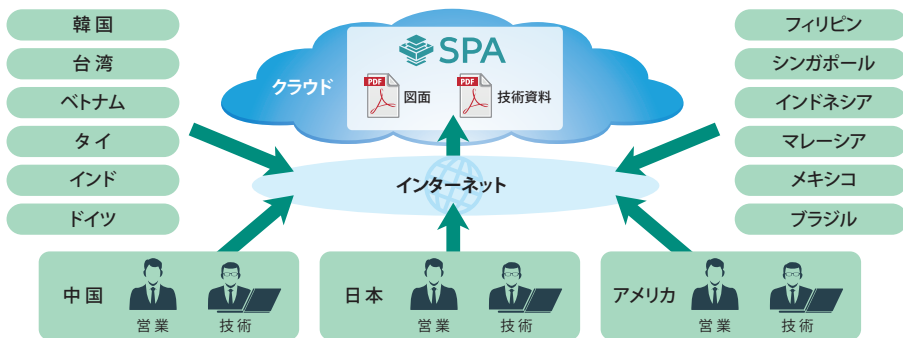 韓国
台湾
ベトナム
タイ
インド
ドイツ
SPA
クラウド
PDF
図面
PDF
技術資料
インターネット
フィリピン
シンガポール
インドネシア
マレーシア
メキシコ
ブラジル
中国
営業
技術
日本
営業
技術
アメリカ
営業
技術